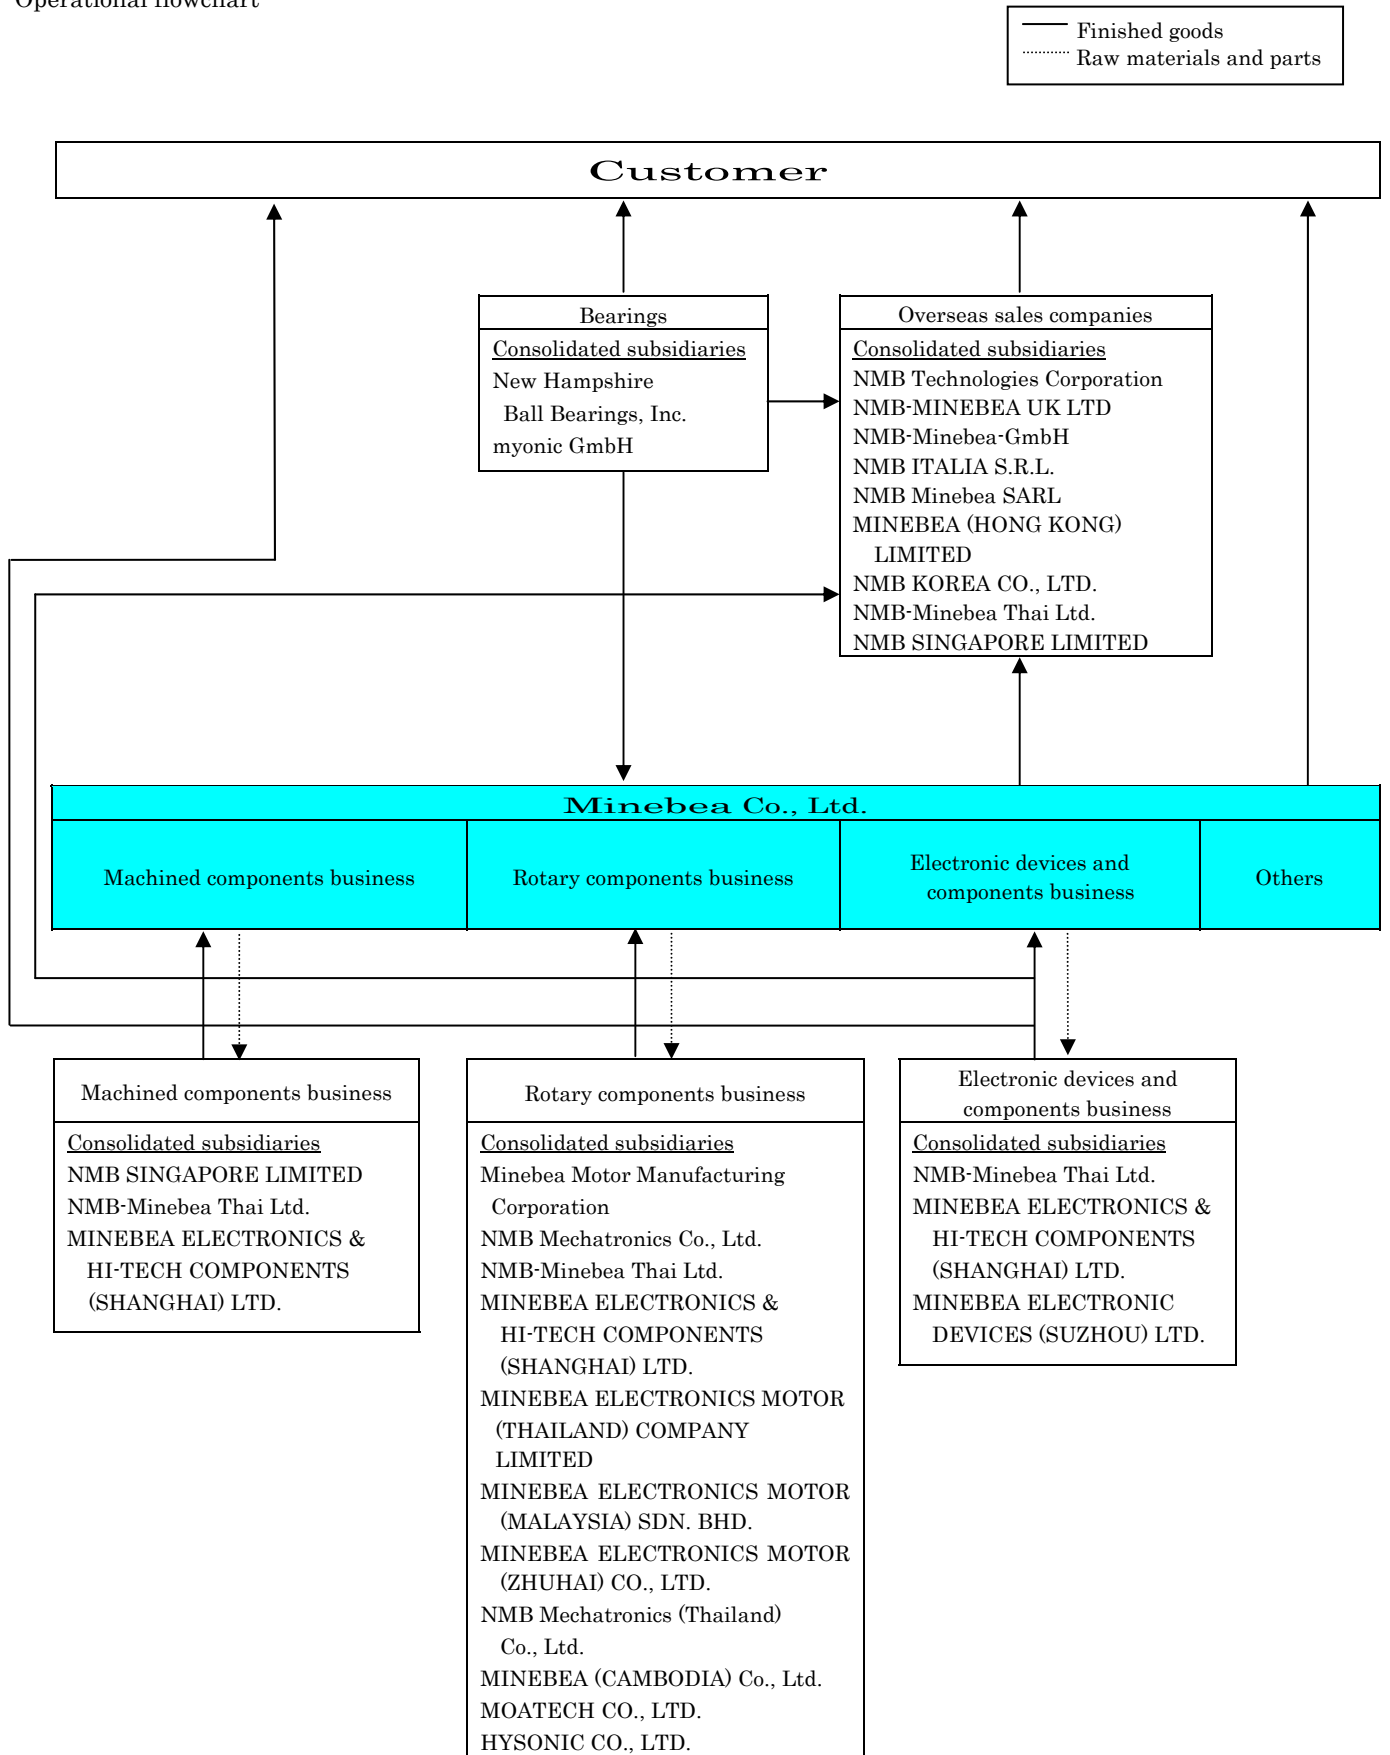 Operational flowchart
Finished goods
Raw materials and parts
Customer
Bearings
Consolidated subsidiaries
New Hampshire
Ball Bearings, Inc.
myonic GmbH
Overseas sales companies
Consolidated subsidiaries
NMB Technologies Corporation
NMB-MINEBEA UK LTD
NMB-Minebea-GmbH
NMB ITALIA S.R.L.
NMB Minebea SARL
MINEBEA (HONG KONG)
LIMITED
NMB KOREA CO., LTD.
NMB-Minebea Thai Ltd.
NMB SINGAPORE LIMITED
Minebea Co., Ltd.
Machined components business
Rotary components business
Electronic devices and
components business
Others
Machined components business
Consolidated subsidiaries
NMB SINGAPORE LIMITED
NMB-Minebea Thai Ltd.
MINEBEA ELECTRONICS &
HI-TECH COMPONENTS
(SHANGHAI) LTD.
Rotary components business
Consolidated subsidiaries
Minebea Motor Manufacturing
Corporation
NMB Mechatronics Co., Ltd.
NMB-Minebea Thai Ltd.
MINEBEA ELECTRONICS &
HI-TECH COMPONENTS
(SHANGHAI) LTD.
MINEBEA ELECTRONICS MOTOR
(THAILAND) COMPANY
LIMITED
MINEBEA ELECTRONICS MOTOR
(MALAYSIA) SDN. BHD.
MINEBEA ELECTRONICS MOTOR
(ZHUHAI) CO., LTD.
NMB Mechatronics (Thailand)
Co., Ltd.
MINEBEA (CAMBODIA) Co., Ltd.
MOATECH CO., LTD.
HYSONIC CO., LTD.
Electronic devices and
components business
Consolidated subsidiaries
NMB-Minebea Thai Ltd.
MINEBEA ELECTRONICS &
HI-TECH COMPONENTS
(SHANGHAI) LTD.
MINEBEA ELECTRONIC
DEVICES (SUZHOU) LTD.